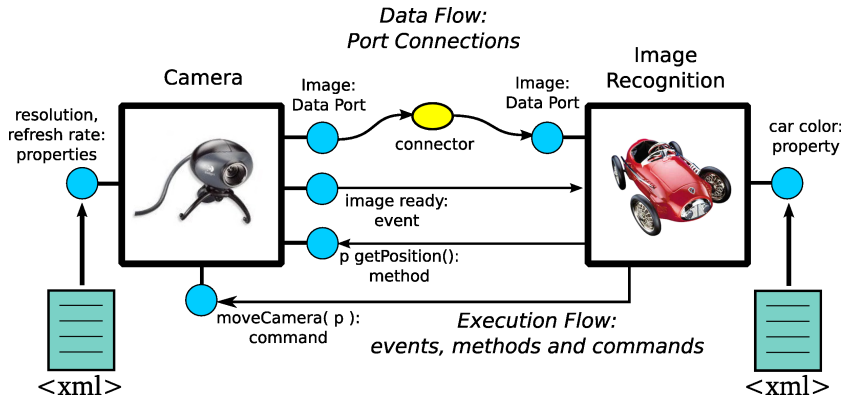 Data Flow:
Port Connections
Camera
Image
Recognition
resolution,
refresh rate:
properties
Image:
Data Port
connector
Image:
Data Port
car color:
property
image ready:
event
p getPosition():
method
moveCamera( p ):
command
Execution Flow:
events, methods and commands
<xml>
<xml>